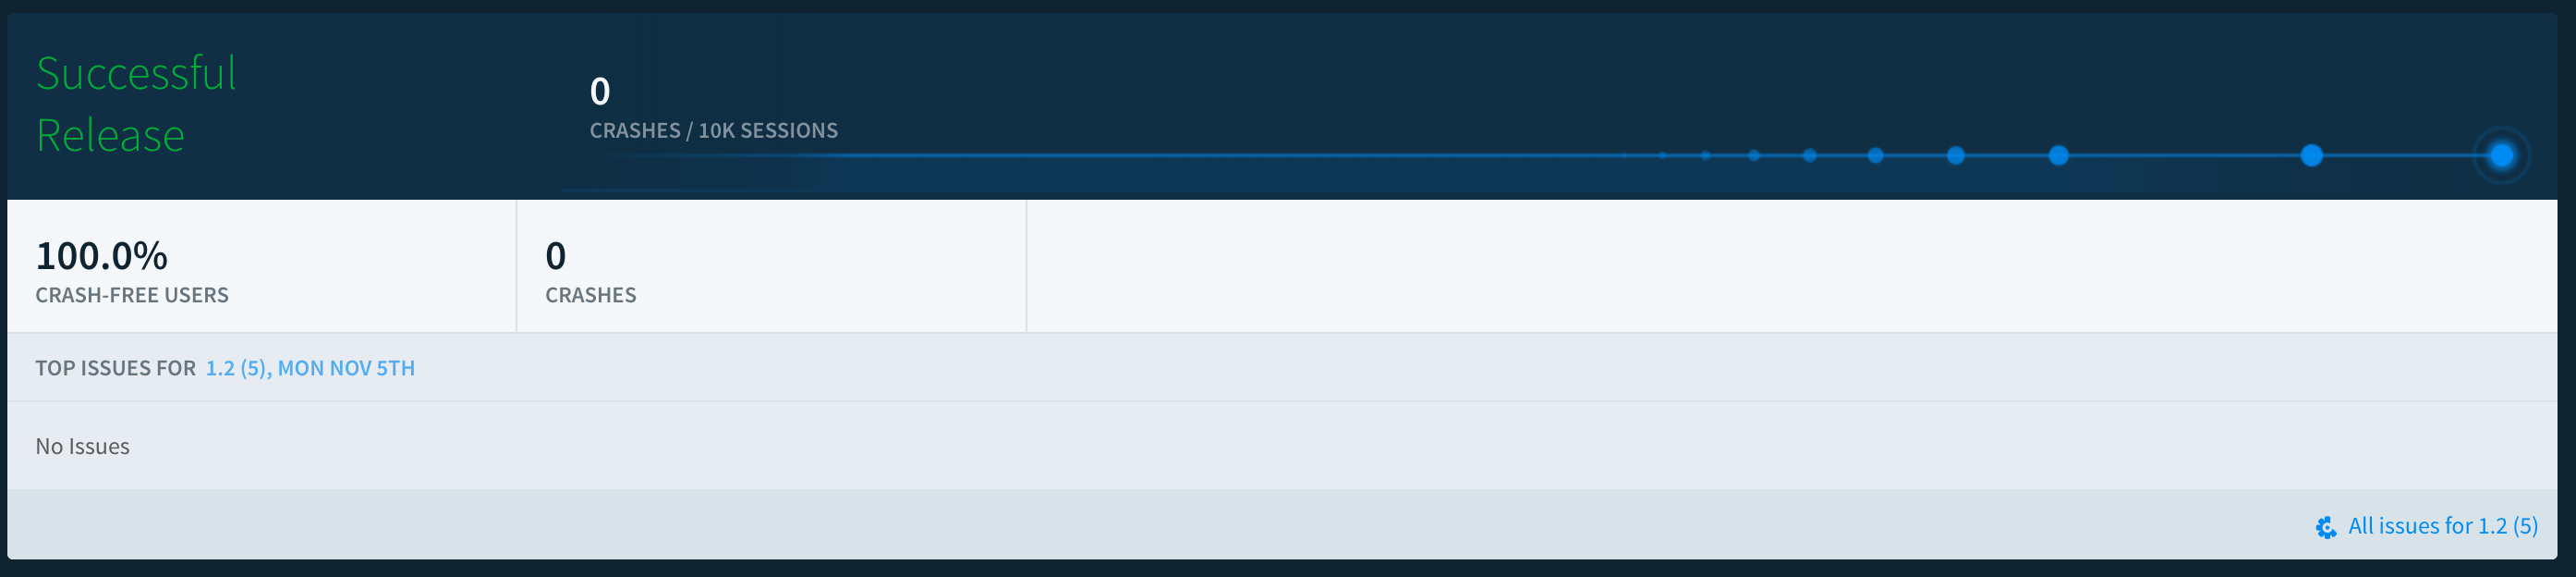 Successful
Release
0
CRASHES / 10K SESSIONS
100.0%
CRASH-FREE USERS
0
CRASHES
TOP ISSUES FOR 1.2 (5), MON NOV 5TH
No Issues
All issues for 1.2 (5)